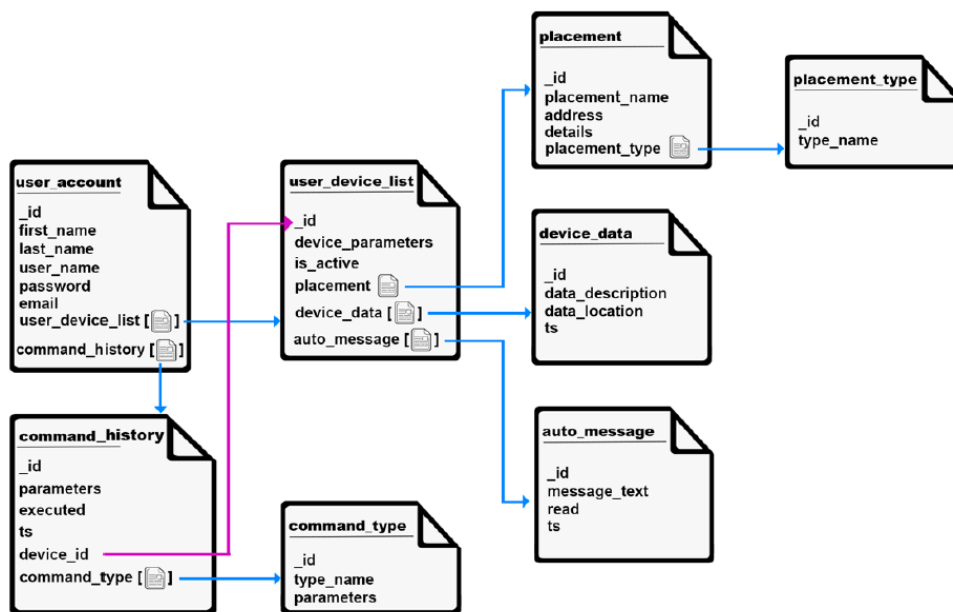 placement
_id
placement_name
address
details
placement_type
placement_type
_id
type_name
user_account
_id
first_name
last_name
user_name
password
email
user_device_list [ ]
command_history [ ]
user_device_list
_id
device_parameters
is_active
placement
device_data [ ]
auto_message [ ]
device_data
_id
data_description
data_location
ts
command_history
_id
parameters
executed
ts
device_id
command_type [ ]
command_type
_id
type_name
parameters
auto_message
_id
message_text
read
ts